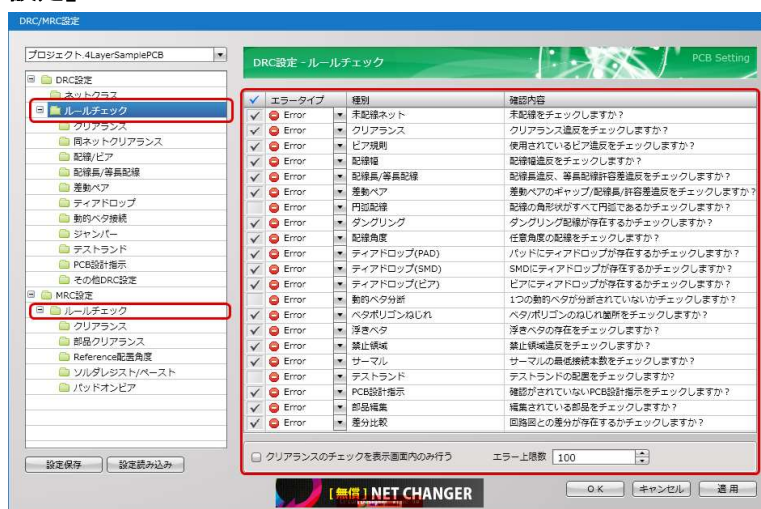 DRC/MRC設定
プロジェクト.4LayerSamplePCB
DRC設定
ネットクラス
ルールチェック
クリアランス
同ネットクリアランス
配線/ビア
配線長/等長配線
差動ペア
ティアドロップ
動的ベタ接続
ジャンパー
テストランド
PCB設計指示
その他DRC設定
MRC設定
ルールチェック
クリアランス
部品クリアランス
Reference配置角度
ソルダレジスト/ペースト
パッドオンビア
設定保存 設定読み込み
DRC設定 - ルールチェック PCB Setting
エラータイプ 種別 確認内容
Error 未配線ネット 未配線をチェックしますか？
Error クリアランス クリアランス違反をチェックしますか？
Error ビア規則 使用されているビア違反をチェックしますか？
Error 配線幅 配線幅違反をチェックしますか？
Error 配線長/等長配線 配線長違反、等長配線許容差違反をチェックしますか？
Error 差動ペア 差動ペアのギャップ/配線長/許容差違反をチェックしますか？
Error 円弧配線 配線の角形状がすべて円弧であるかチェックしますか？
Error ダングリング ダングリング配線が存在するかチェックしますか？
Error 配線角度 任意角度の配線をチェックしますか？
Error ティアドロップ(PAD) パッドにティアドロップが存在するかチェックしますか？
Error ティアドロップ(SMD) SMDにティアドロップが存在するかチェックしますか？
Error ティアドロップ(ビア) ビアにティアドロップが存在するかチェックしますか？
Error 動的ベタ分断 1つの動的ベタが分断されていないかチェックしますか？
Error ベタポリゴンねじれ ベタ/ポリゴンのねじれ箇所をチェックしますか？
Error 浮きベタ 浮きベタの存在をチェックしますか？
Error 禁止領域 禁止領域違反をチェックしますか？
Error サーマル サーマルの最低接続本数をチェックしますか？
Error テストランド テストランドの配置をチェックしますか?
Error PCB設計指示 確認がされていないPCB設計指示をチェックしますか？
Error 部品編集 編集されている部品をチェックしますか？
Error 差分比較 回路図との差分が存在するかチェックしますか？
クリアランスのチェックを表示画面内のみ行う エラー上限数 100
[無償] NET CHANGER
OK キャンセル 適用